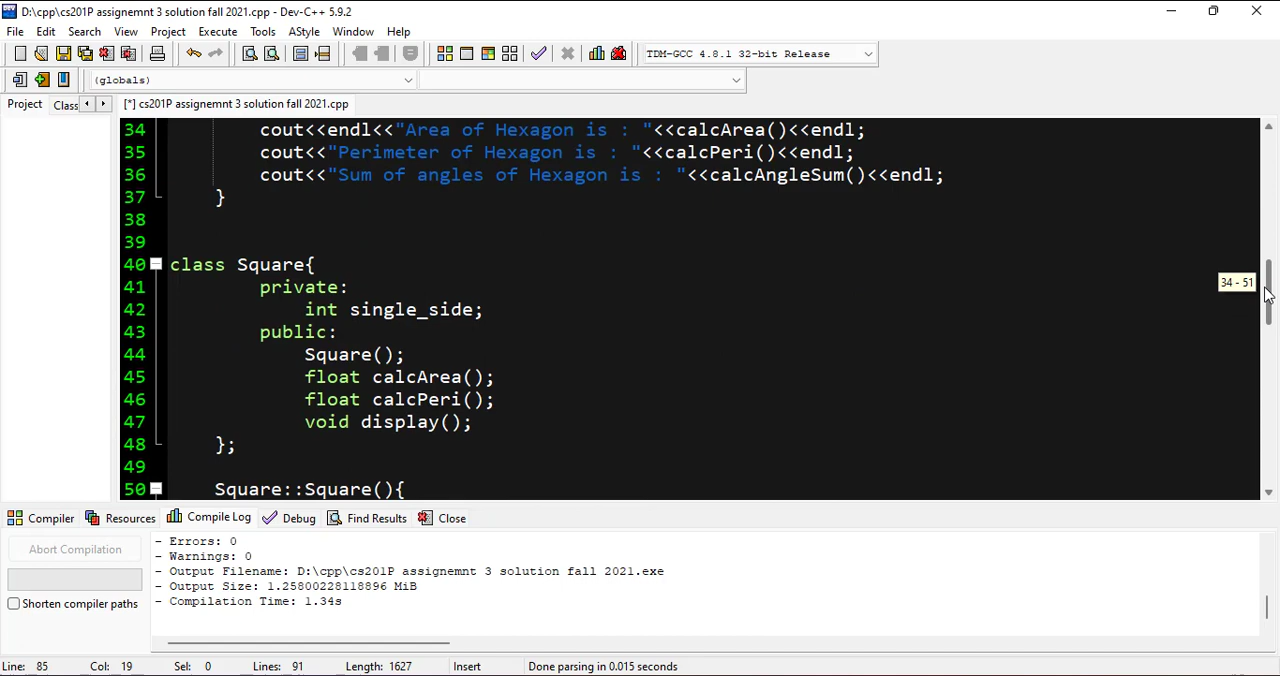 D:\cpp\cs201P assignemnt 3 solution fall 2021.cpp - Dev-C++ 5.9.2
File Edit Search View Project Execute Tools AStyle Window Help
TDM-GCC 4.8.1 32-bit Release
(globals)
Project Class [*] cs201P assignemnt 3 solution fall 2021.cpp
34 cout<<endl<<"Area of Hexagon is : "<<calcArea()<<endl;
35 cout<<"Perimeter of Hexagon is : "<<calcPeri()<<endl;
36 cout<<"Sum of angles of Hexagon is : "<<calcAngleSum()<<endl;
37 }
38
39
40 class Square{
41 private:
34 - 51
42 int single_side;
43 public:
44 Square();
45 float calcArea();
46 float calcPeri();
47 void display();
48 };
49
50 Square::Square(){
Compiler Resources Compile Log Debug Find Results Close
Abort Compilation
Shorten compiler paths
- Errors: 0
- Warnings: 0
- Output Filename: D:\cpp\cs201P assignemnt 3 solution fall 2021.exe
- Output Size: 1.25800228118896 MiB
- Compilation Time: 1.34s
Line: 85 Col: 19 Sel: 0 Lines: 91 Length: 1627 Insert Done parsing in 0.015 seconds